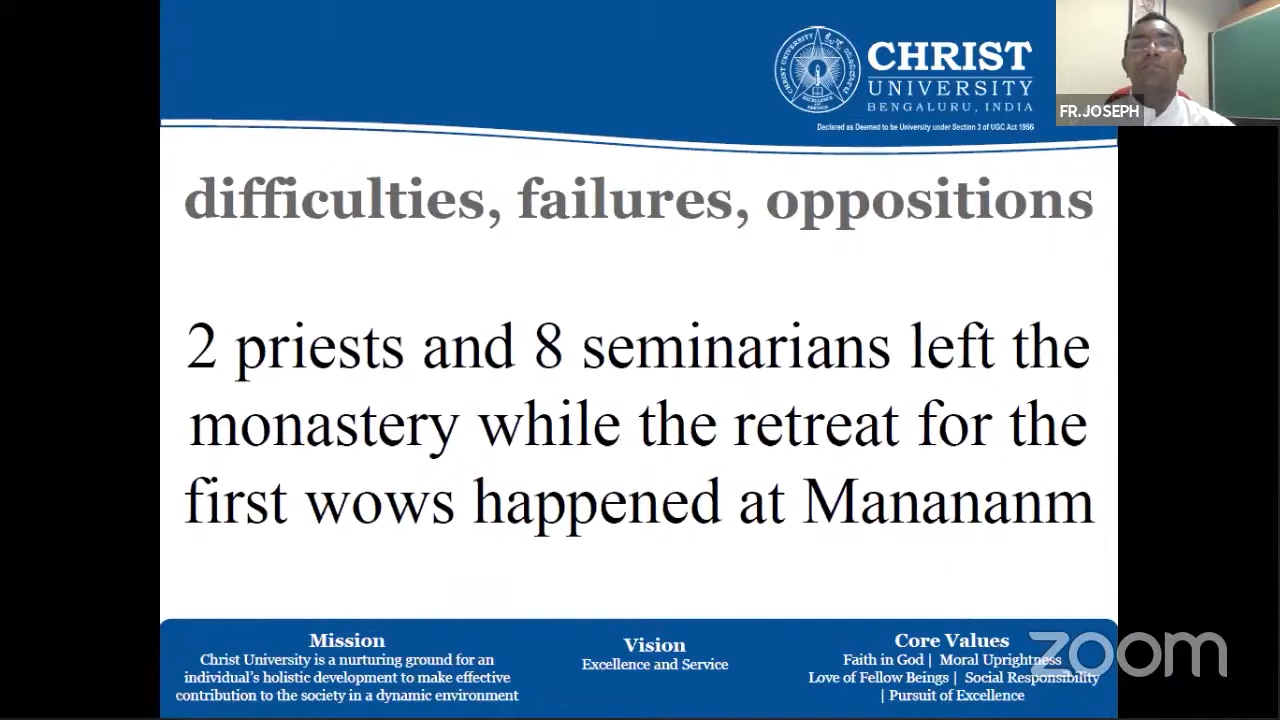 CHRIST
UNIVERSITY
BENGALURU, INDIA
Declared as Deemed to be University under Section 3 of UGC Act 1956
FR.JOSEPH
difficulties, failures, oppositions
2 priests and 8 seminarians left the
monastery while the retreat for the
first wows happened at Manananm
Mission
Christ University is a nurturing ground for an
individual's holistic development to make effective
contribution to the society in a dynamic environment
Vision
Excellence and Service
Core Values
Faith in God | Moral Uprightness
Love of Fellow Beings | Social Responsibility
| Pursuit of Excellence
zoom